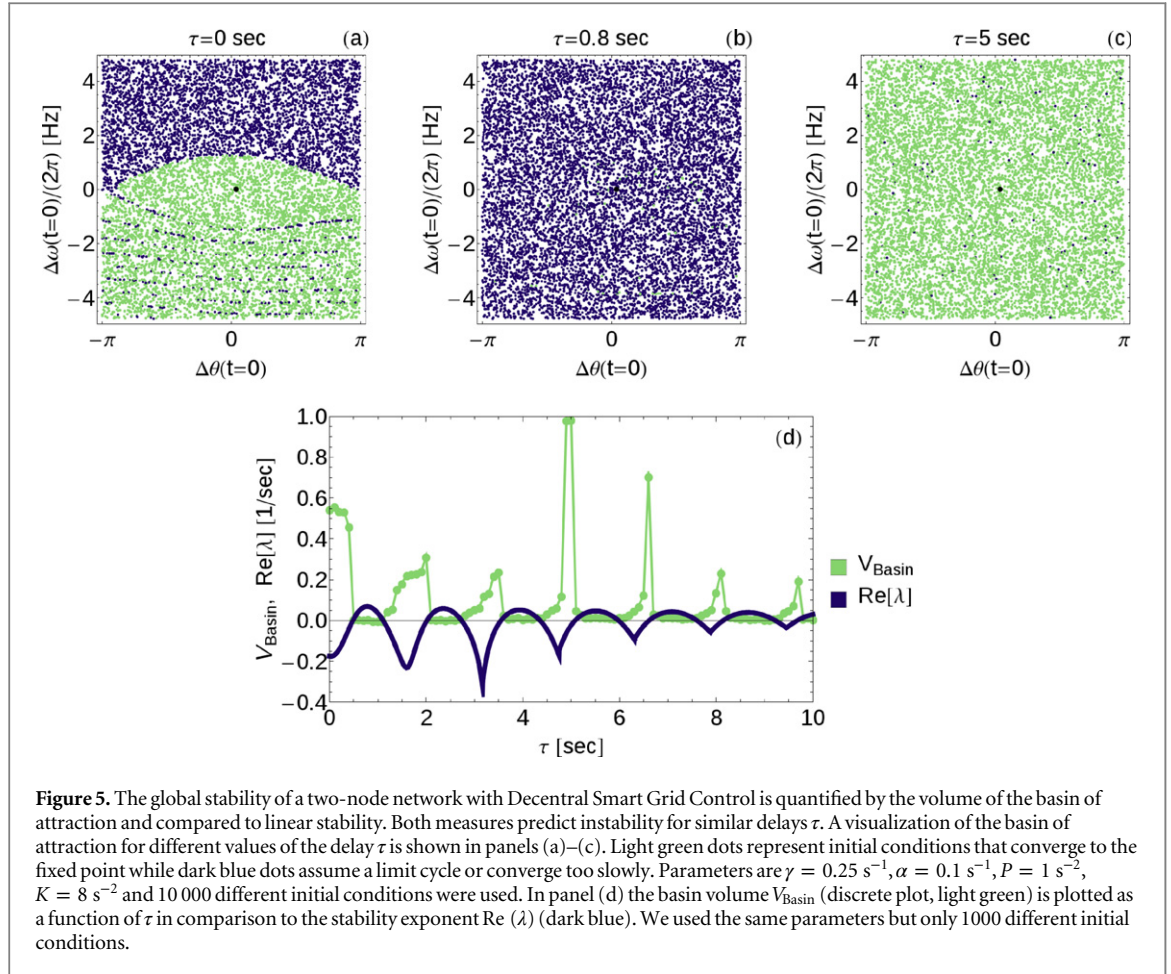 τ=0 sec (a)
τ=0.8 sec (b)
τ=5 sec (c)
Δω(t=0)/(2π) [Hz]
4
2
0
−2
−4
−π 0 π
Δθ(t=0)
Δω(t=0)/(2π) [Hz]
4
2
0
−2
−4
−π 0 π
Δθ(t=0)
Δω(t=0)/(2π) [Hz]
4
2
0
−2
−4
−π 0 π
Δθ(t=0)
(d)
V_Basin, Re[λ] [1/sec]
1.0
0.8
0.6
0.4
0.2
0.0
−0.2
−0.4
0 2 4 6 8 10
τ [sec]
V_Basin
Re[λ]
Figure 5. The global stability of a two-node network with Decentral Smart Grid Control is quantified by the volume of the basin of
attraction and compared to linear stability. Both measures predict instability for similar delays τ. A visualization of the basin of
attraction for different values of the delay τ is shown in panels (a)–(c). Light green dots represent initial conditions that converge to the
fixed point while dark blue dots assume a limit cycle or converge too slowly. Parameters are γ = 0.25 s⁻¹, α = 0.1 s⁻¹, P = 1 s⁻²,
K = 8 s⁻² and 10 000 different initial conditions were used. In panel (d) the basin volume V_Basin (discrete plot, light green) is plotted as
a function of τ in comparison to the stability exponent Re (λ) (dark blue). We used the same parameters but only 1000 different initial
conditions.